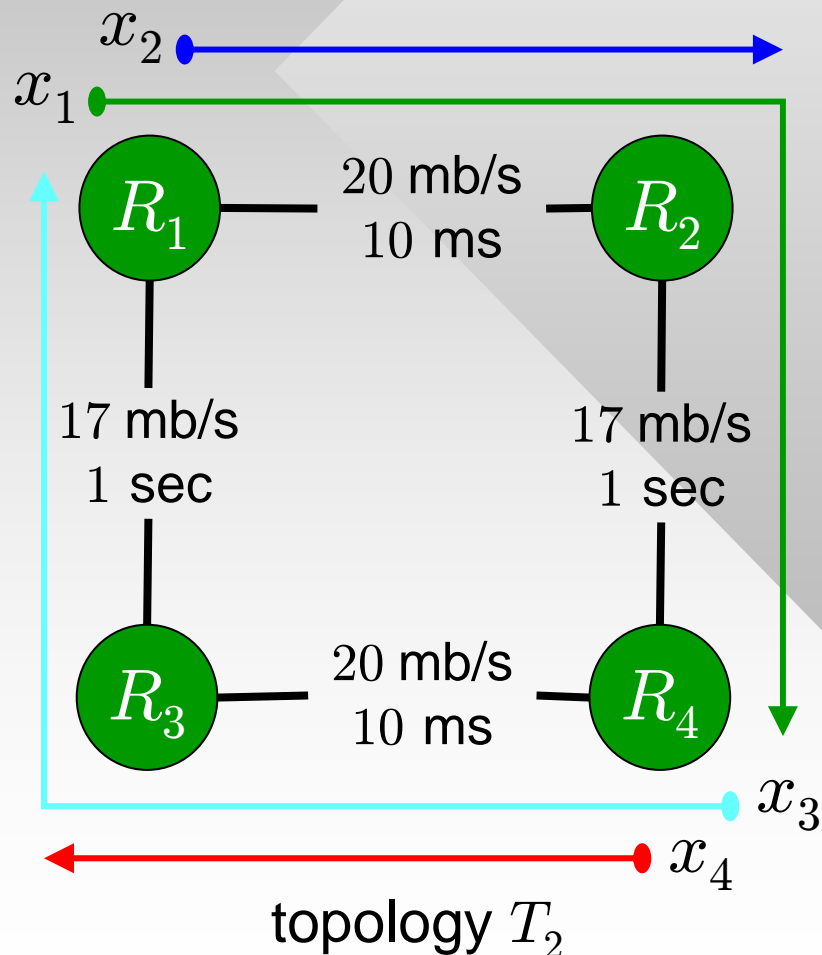 x₂
x₁
R₁
20 mb/s
10 ms
R₂
17 mb/s
1 sec
17 mb/s
1 sec
R₃
20 mb/s
10 ms
R₄
x₃
x₄
topology T₂